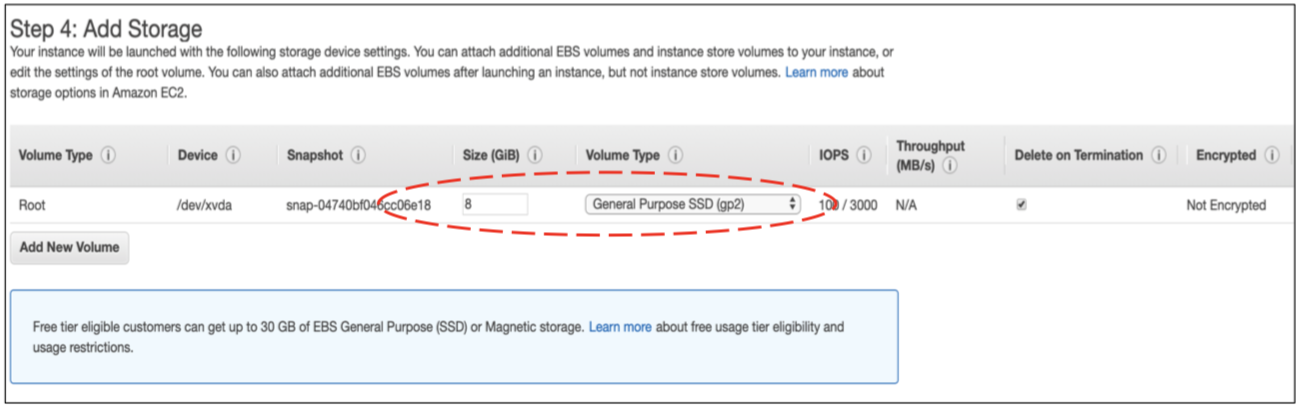 Step 4: Add Storage
Your instance will be launched with the following storage device settings. You can attach additional EBS volumes and instance store volumes to your instance, or
edit the settings of the root volume. You can also attach additional EBS volumes after launching an instance, but not instance store volumes. Learn more about
storage options in Amazon EC2.
Volume Type Device Snapshot Size (GiB) Volume Type IOPS Throughput (MB/s) Delete on Termination Encrypted
Root /dev/xvda snap-04740bf046cc06e18 8 General Purpose SSD (gp2) 100 / 3000 N/A Not Encrypted
Add New Volume
Free tier eligible customers can get up to 30 GB of EBS General Purpose (SSD) or Magnetic storage. Learn more about free usage tier eligibility and
usage restrictions.